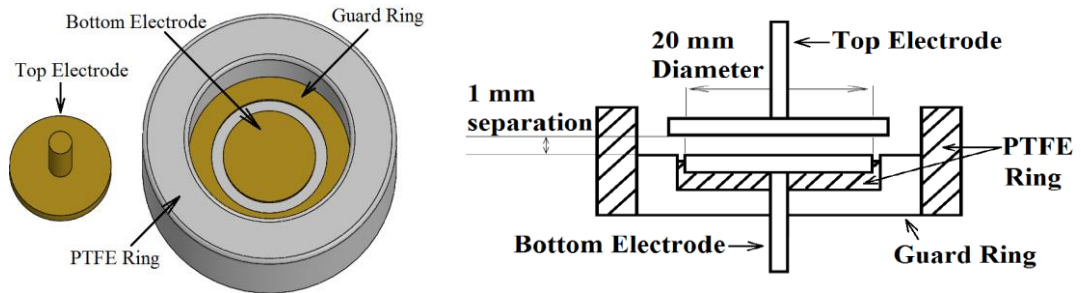 Bottom Electrode
Guard Ring
Top Electrode
PTFE Ring
20 mm
Diameter
Top Electrode
1 mm
separation
PTFE
Ring
Bottom Electrode
Guard Ring